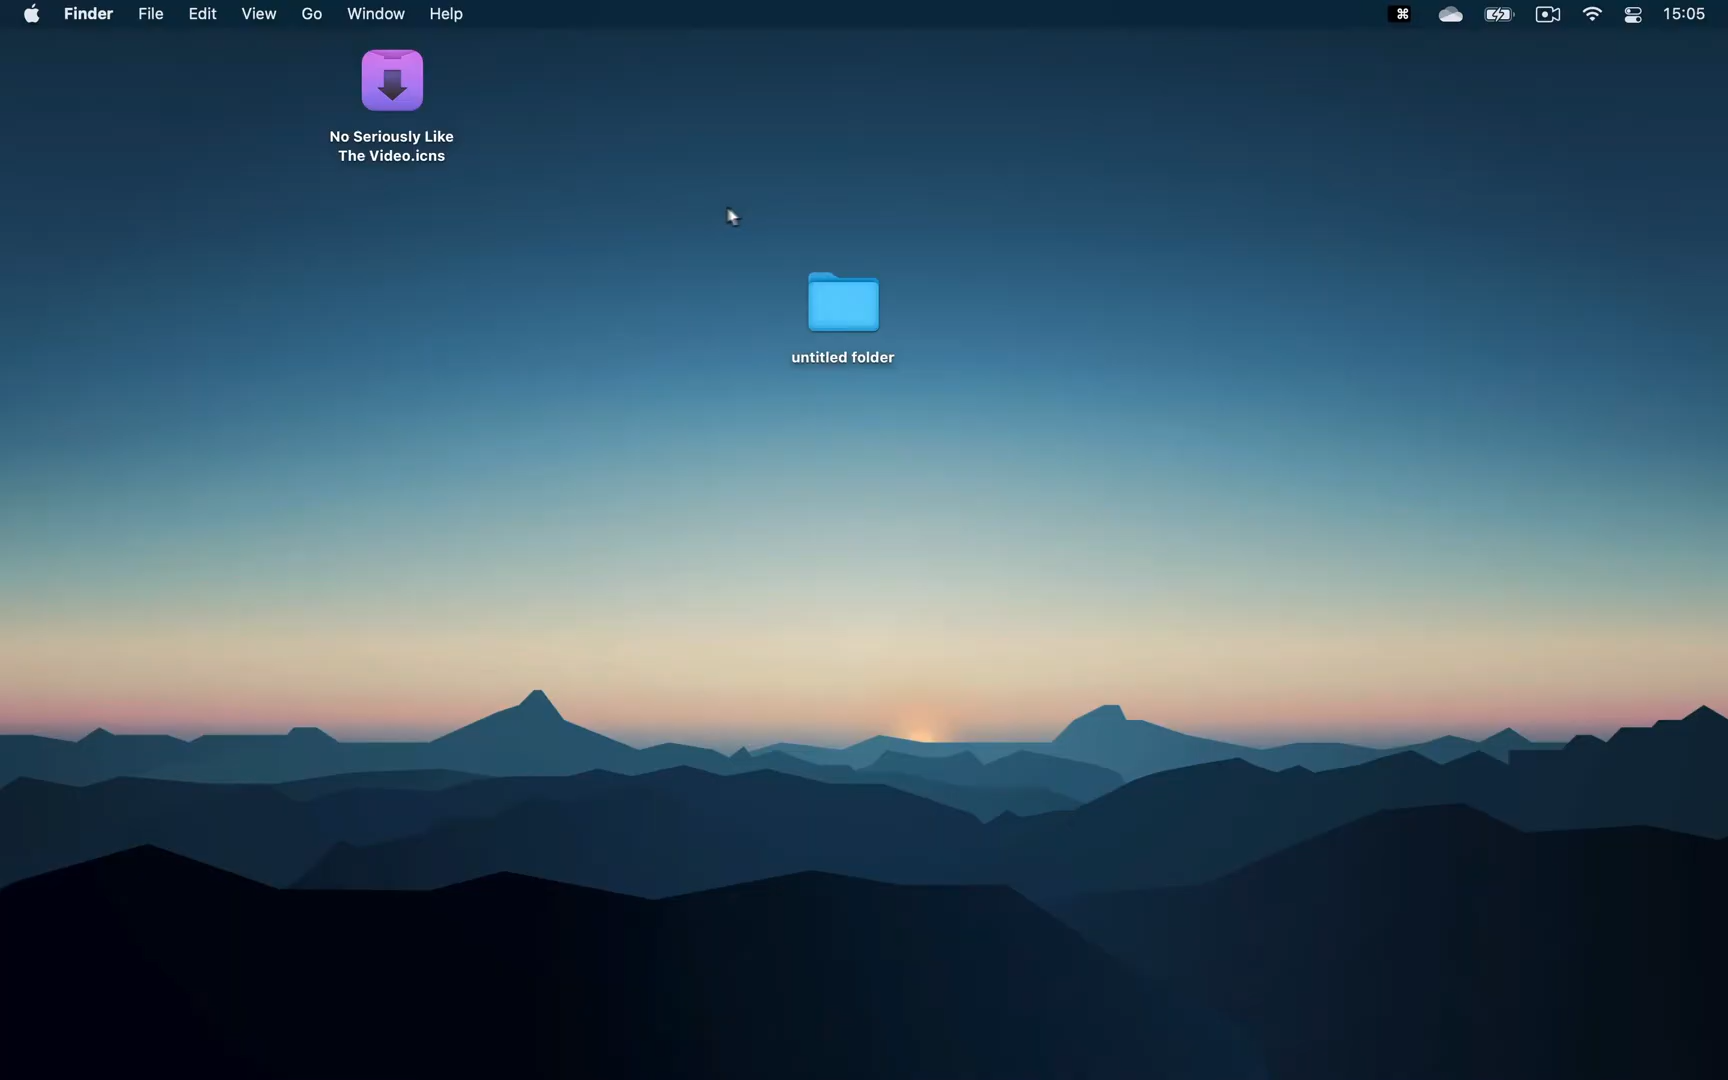 Finder File Edit View Go Window Help 15:05
No Seriously Like
The Video.icns
untitled folder